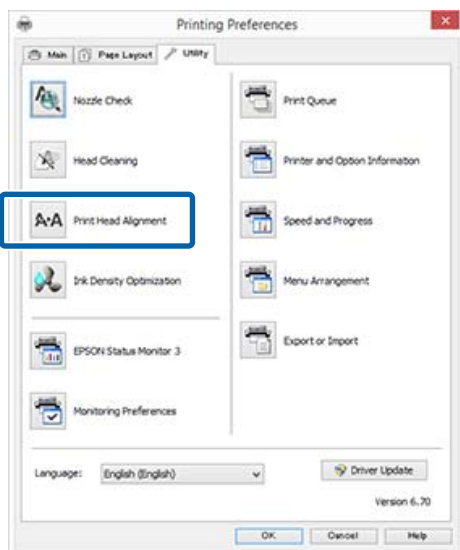 Printing Preferences
Main
Page Layout
Utility
Nozzle Check
Print Queue
Head Cleaning
Printer and Option Information
A·A Print Head Alignment
Speed and Progress
Ink Density Optimization
Menu Arrangement
EPSON Status Monitor 3
Export or Import
Monitoring Preferences
Language: English (English)
Driver Update
Version 6.70
OK Cancel Help